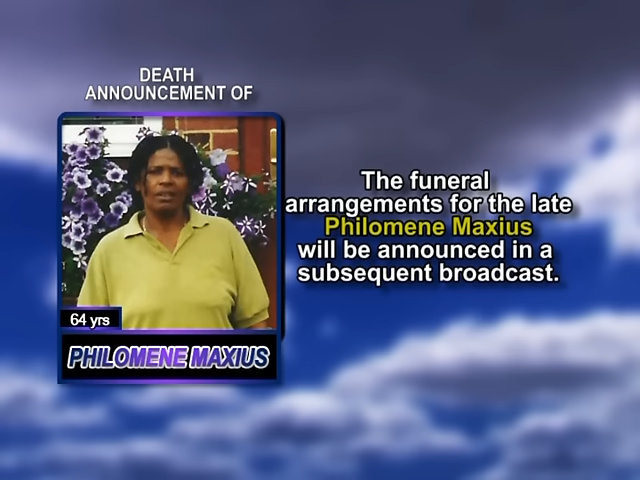 DEATH
ANNOUNCEMENT OF
64 yrs
PHILOMENE MAXIUS
The funeral
arrangements for the late
Philomene Maxius
will be announced in a
subsequent broadcast.